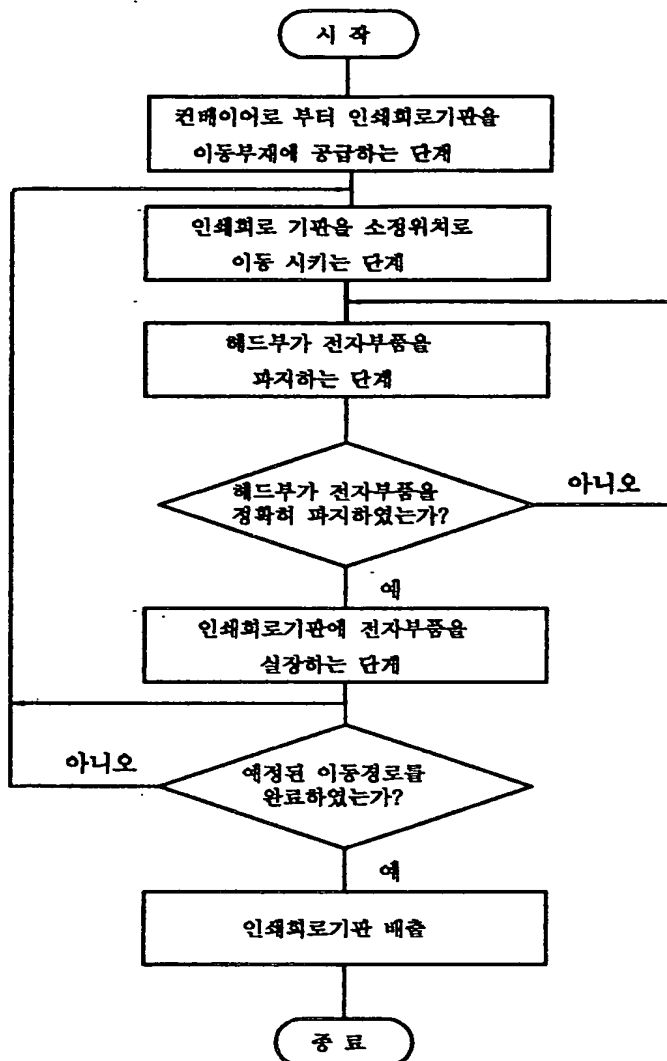 시 작
컨베이어로 부터 인쇄회로기판을
이동부재에 공급하는 단계
인쇄회로 기판을 소정위치로
이동 시키는 단계
헤드부가 전자부품을
파지하는 단계
헤드부가 전자부품을
정확히 파지하였는가?
아니오
예
인쇄회로기판에 전자부품을
실장하는 단계
아니오
예정된 이동경로를
완료하였는가?
예
인쇄회로기판 배출
종 료